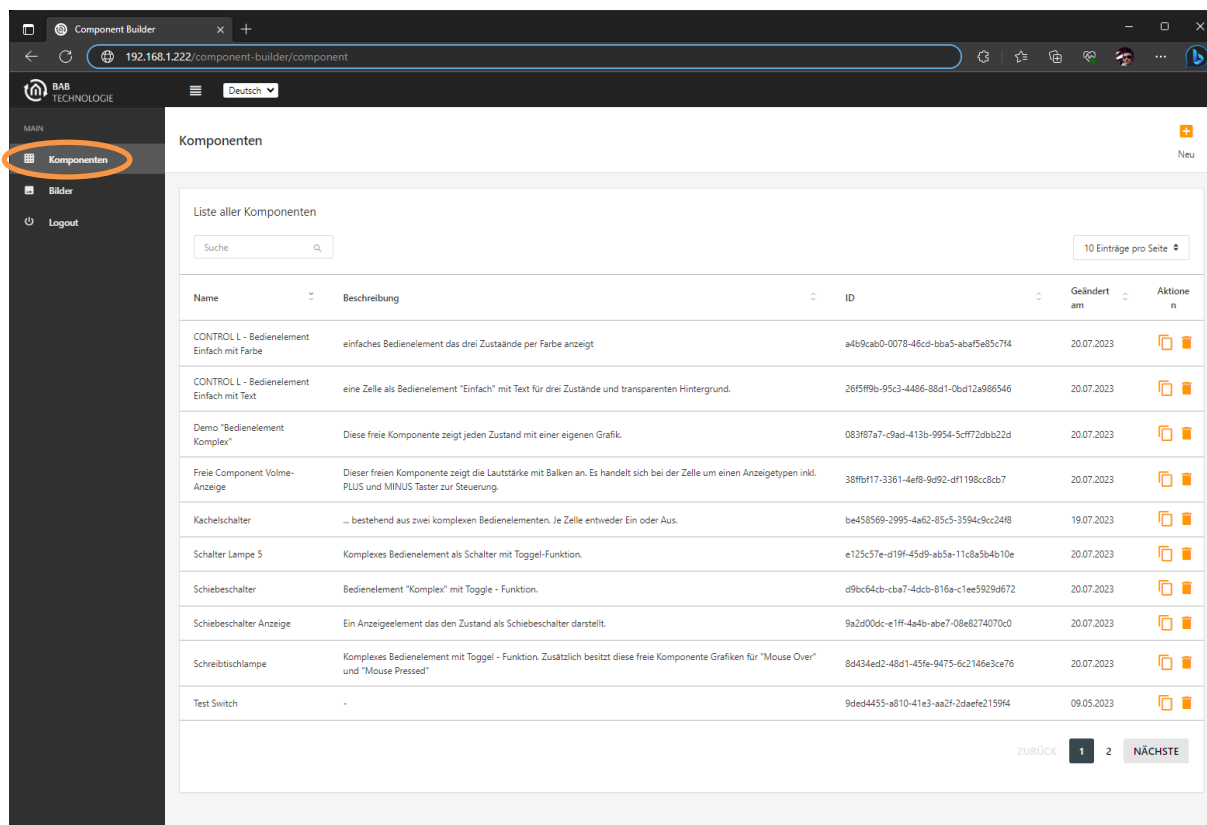 Component Builder
192.168.1.222/component-builder/component
BAB
TECHNOLOGIE
Deutsch
MAIN
Komponenten
Bilder
Logout
Komponenten
Neu
Liste aller Komponenten
Suche
10 Einträge pro Seite
Name Beschreibung ID Geändert am Aktione
n
CONTROL L - Bedienelement
Einfach mit Farbe
einfaches Bedienelement das drei Zustaände per Farbe anzeigt
a4b9cab0-0078-46cd-bba5-abaf5e85c7f4
20.07.2023
CONTROL L - Bedienelement
Einfach mit Text
eine Zelle als Bedienelement "Einfach" mit Text für drei Zustände und transparenten Hintergrund.
26f5ff9b-95c3-4486-88d1-0bd12a986546
20.07.2023
Demo "Bedienelement
Komplex"
Diese freie Komponente zeigt jeden Zustand mit einer eigenen Grafik.
083f87a7-c9ad-413b-9954-5cff72dbb22d
20.07.2023
Freie Component Volme-
Anzeige
Dieser freien Komponente zeigt die Lautstärke mit Balken an. Es handelt sich bei der Zelle um einen Anzeigetypen inkl.
PLUS und MINUS Taster zur Steuerung.
38ffbf17-3361-4ef8-9d92-df1198cc8cb7
20.07.2023
Kachelschalter
... bestehend aus zwei komplexen Bedienelementen. Je Zelle entweder Ein oder Aus.
be458569-2995-4a62-85c5-3594c9cc24f8
19.07.2023
Schalter Lampe 5
Komplexes Bedienelement als Schalter mit Toggel-Funktion.
e125c57e-d19f-45d9-ab5a-11c8a5b4b10e
20.07.2023
Schiebeschalter
Bedienelement "Komplex" mit Toggle - Funktion.
d9bc64cb-cba7-4dcb-816a-c1ee5929d672
20.07.2023
Schiebeschalter Anzeige
Ein Anzeigeelement das den Zustand als Schiebeschalter darstellt.
9a2d00dc-e1ff-4a4b-abe7-08e8274070c0
20.07.2023
Schreibtischlampe
Komplexes Bedienelement mit Toggel - Funktion. Zusätzlich besitzt diese freie Komponente Grafiken für "Mouse Over"
und "Mouse Pressed"
8d434ed2-48d1-45fe-9475-6c2146e3ce76
20.07.2023
Test Switch
-
9ded4455-a810-41e3-aa2f-2daefe2159f4
09.05.2023
ZURÜCK 1 2 NÄCHSTE